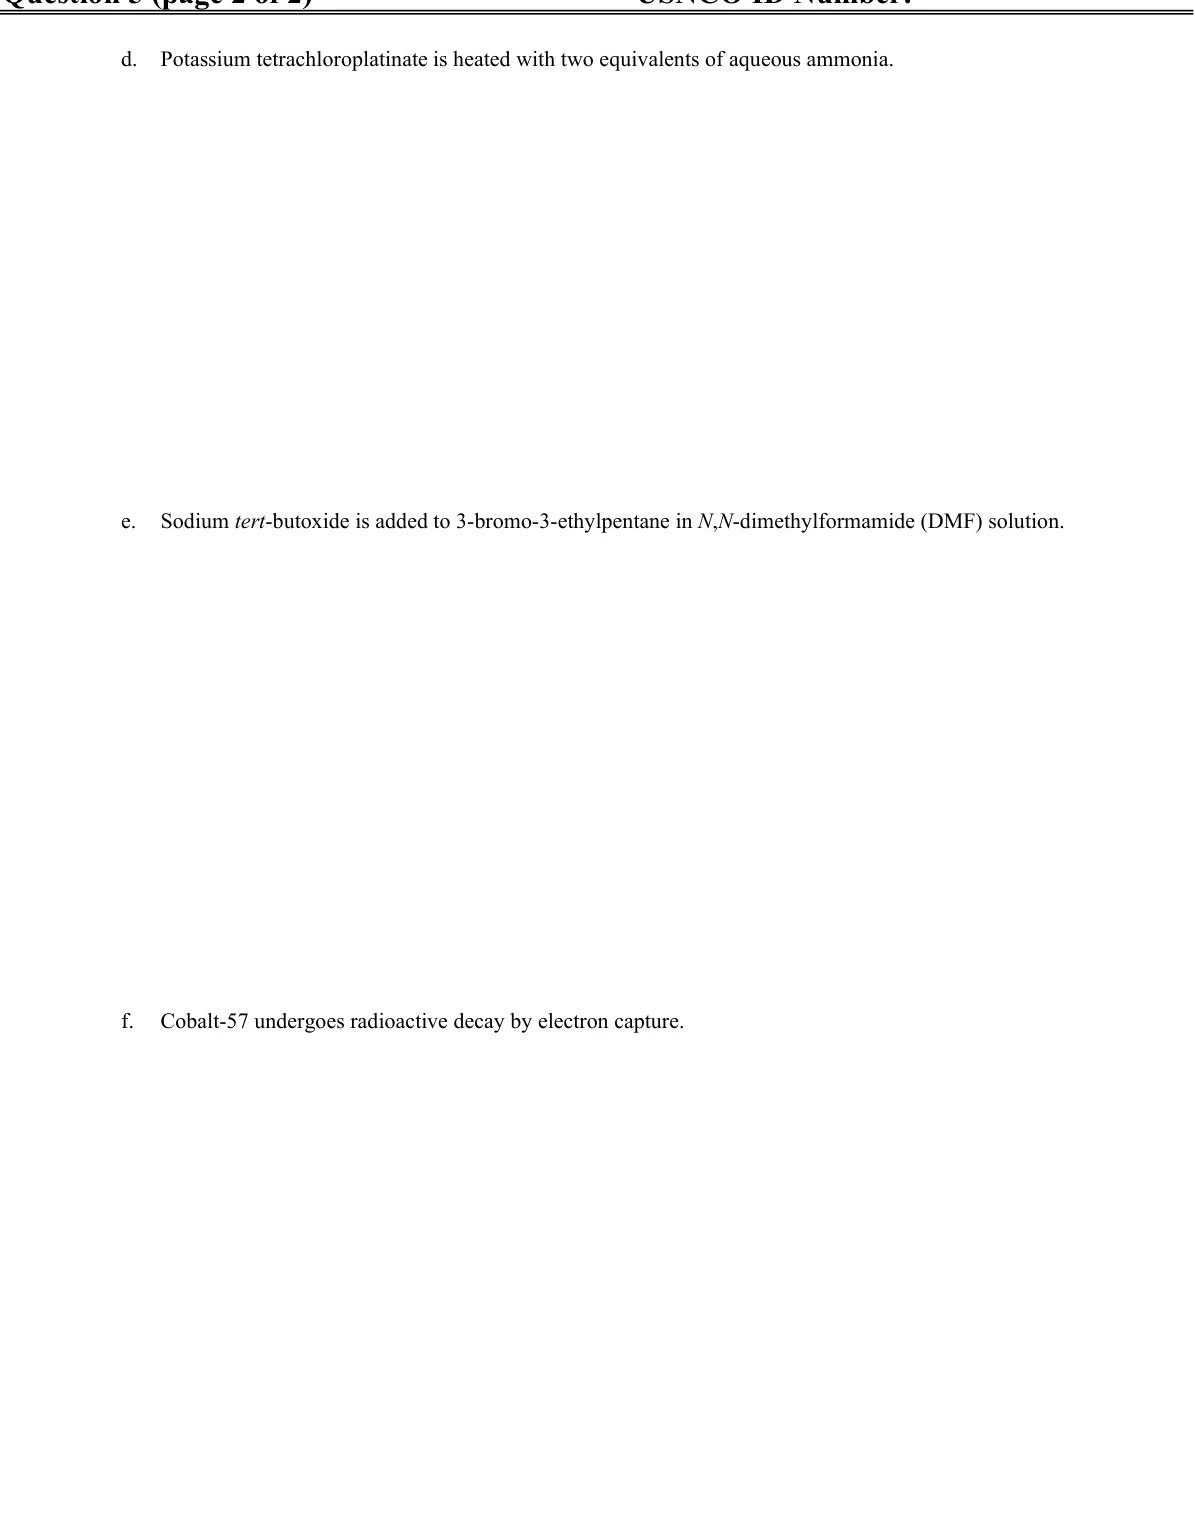 Question 5 (page 2 of 2) USNCO ID Number:
d. Potassium tetrachloroplatinate is heated with two equivalents of aqueous ammonia.
e. Sodium tert-butoxide is added to 3-bromo-3-ethylpentane in N,N-dimethylformamide (DMF) solution.
f. Cobalt-57 undergoes radioactive decay by electron capture.